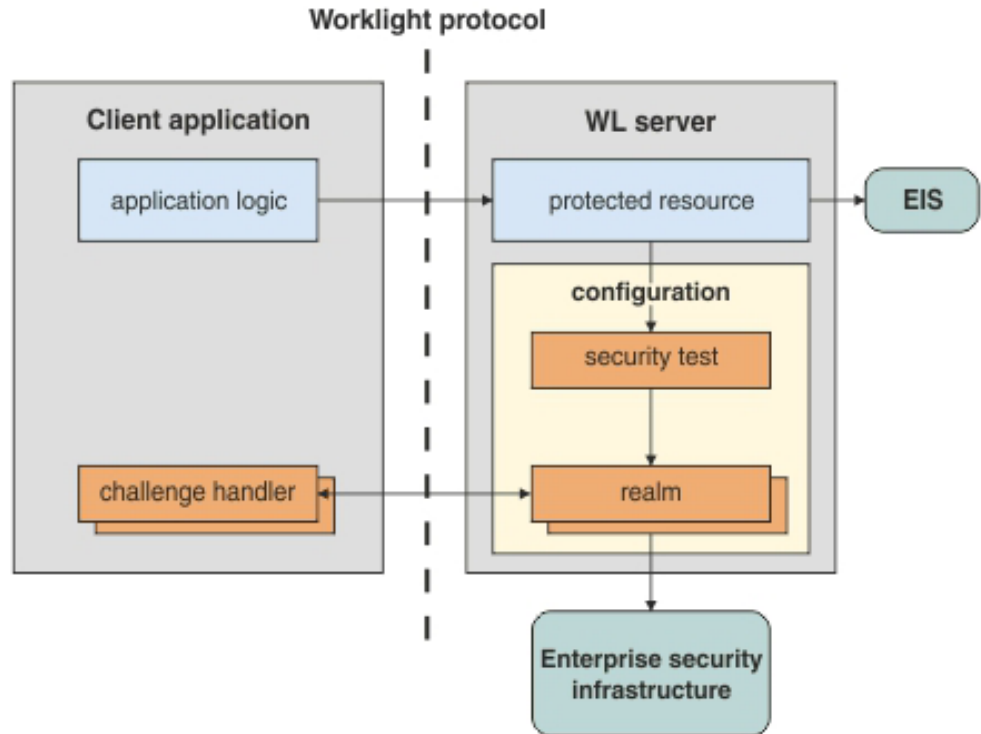 Worklight protocol
Client application
WL server
application logic
protected resource
EIS
configuration
security test
challenge handler
realm
Enterprise security
infrastructure